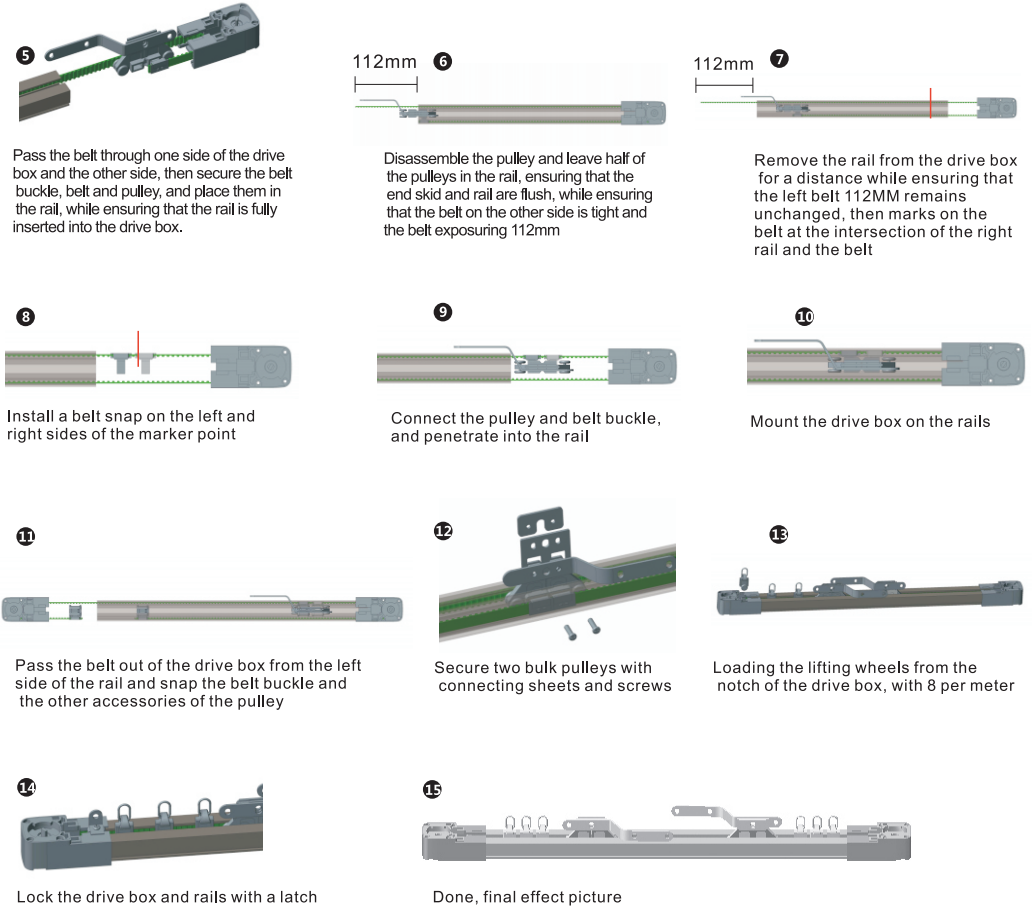 5
Pass the belt through one side of the drive
box and the other side, then secure the belt
buckle, belt and pulley, and place them in
the rail, while ensuring that the rail is fully
inserted into the drive box.
112mm 6
Disassemble the pulley and leave half of
the pulleys in the rail, ensuring that the
end skid and rail are flush, while ensuring
that the belt on the other side is tight and
the belt exposuring 112mm
112mm 7
Remove the rail from the drive box
for a distance while ensuring that
the left belt 112MM remains
unchanged, then marks on the
belt at the intersection of the right
rail and the belt
8
Install a belt snap on the left and
right sides of the marker point
9
Connect the pulley and belt buckle,
and penetrate into the rail
10
Mount the drive box on the rails
11
Pass the belt out of the drive box from the left
side of the rail and snap the belt buckle and
the other accessories of the pulley
12
Secure two bulk pulleys with
connecting sheets and screws
13
Loading the lifting wheels from the
notch of the drive box, with 8 per meter
14
Lock the drive box and rails with a latch
15
Done, final effect picture